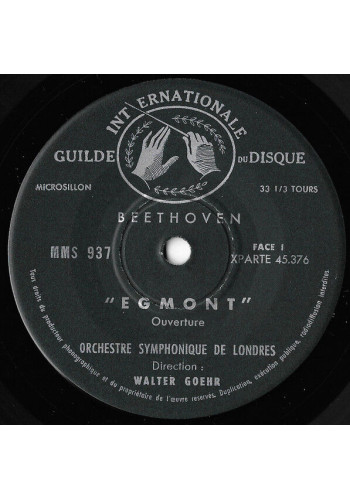 INTERNATIONALE
GUILDE DU DISQUE
MICROSILLON
33 1/3 TOURS
BEETHOVEN
MMS 937
FACE 1
XPARTE 45.376
"EGMONT"
Ouverture
ORCHESTRE SYMPHONIQUE DE LONDRES
Direction :
WALTER GOEHR
Tous droits du producteur phonographique et du propriétaire de l'œuvre reservés. Duplication, exécution publique, radiodiffusion interdites